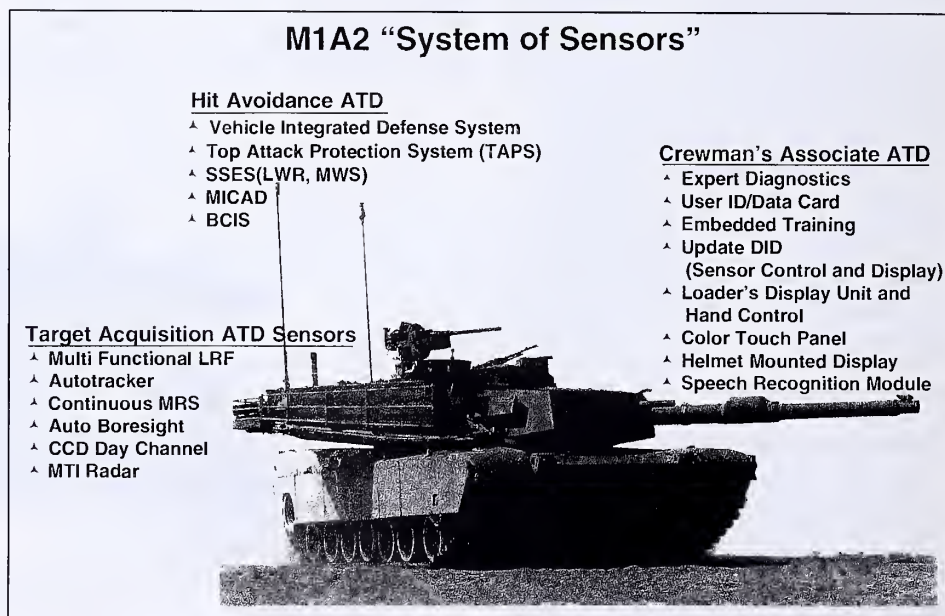 M1A2 “System of Sensors”
Hit Avoidance ATD
Vehicle Integrated Defense System
Top Attack Protection System (TAPS)
SSES(LWR, MWS)
MICAD
BCIS
Crewman's Associate ATD
Expert Diagnostics
User ID/Data Card
Embedded Training
Update DID
(Sensor Control and Display)
Loader's Display Unit and
Hand Control
Color Touch Panel
Helmet Mounted Display
Speech Recognition Module
Target Acquisition ATD Sensors
Multi Functional LRF
Autotracker
Continuous MRS
Auto Boresight
CCD Day Channel
MTI Radar